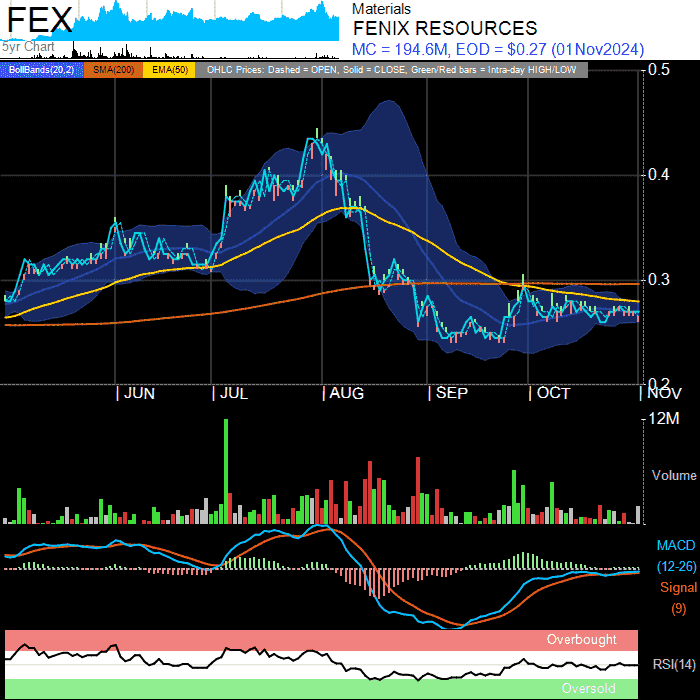 FEX
5yr Chart
Materials
FENIX RESOURCES
MC = 194.6M, EOD = $0.27 (01Nov2024)
BollBands(20,2) SMA(200) EMA(50) OHLC Prices: Dashed = OPEN, Solid = CLOSE, Green/Red bars = Intra-day HIGH/LOW
0.5
0.4
0.3
0.2
| JUN | JUL | AUG | SEP | OCT | NOV
12M
Volume
MACD
(12-26)
Signal
(9)
Overbought
RSI(14)
Oversold